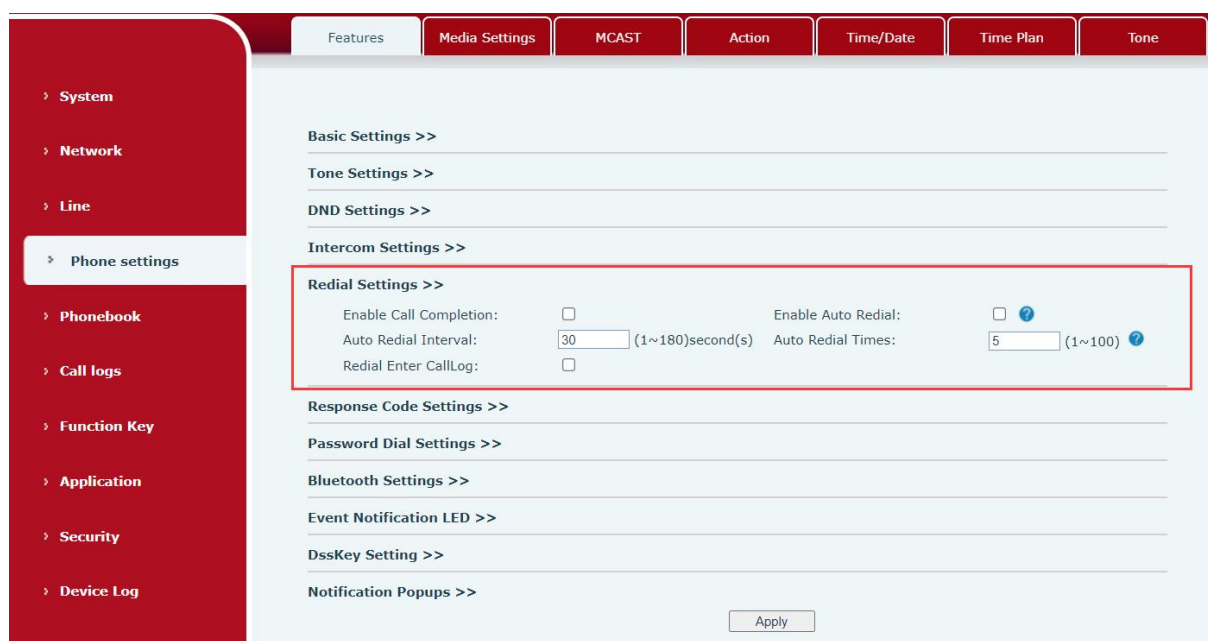 Features Media Settings MCAST Action Time/Date Time Plan Tone
System
Network
Line
Phone settings
Phonebook
Call logs
Function Key
Application
Security
Device Log
Basic Settings >>
Tone Settings >>
DND Settings >>
Intercom Settings >>
Redial Settings >>
Enable Call Completion: Enable Auto Redial: ?
Auto Redial Interval: 30 (1~180)second(s) Auto Redial Times: 5 (1~100) ?
Redial Enter CallLog:
Response Code Settings >>
Password Dial Settings >>
Bluetooth Settings >>
Event Notification LED >>
DssKey Setting >>
Notification Popups >>
Apply